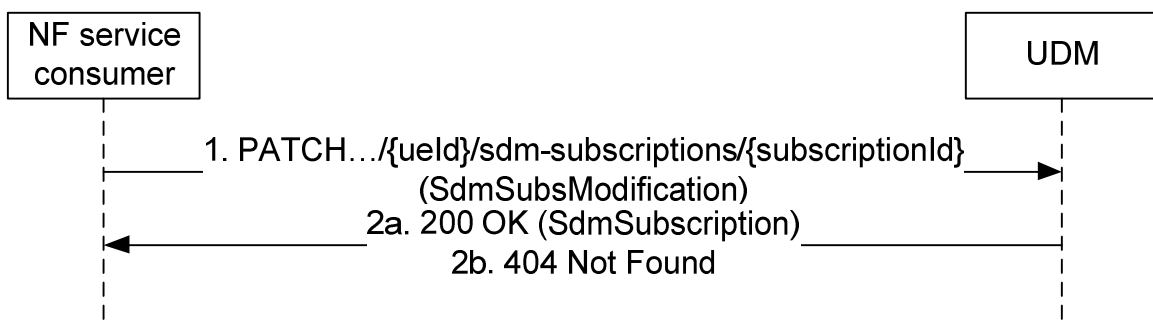 NF service
consumer
UDM
1. PATCH…/{ueId}/sdm-subscriptions/{subscriptionId}
(SdmSubsModification)
2a. 200 OK (SdmSubscription)
2b. 404 Not Found